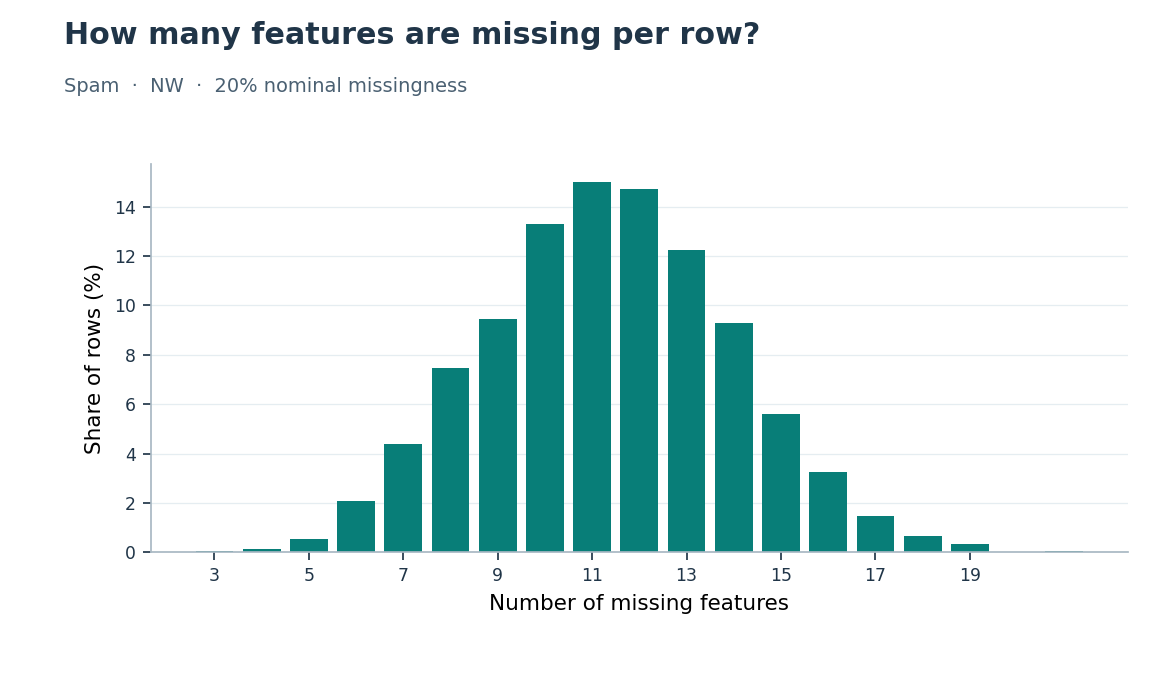 How many features are missing per row?
Spam · NW · 20% nominal missingness
14
12
10
8
6
4
2
0
Share of rows (%)
3 5 7 9 11 13 15 17 19
Number of missing features